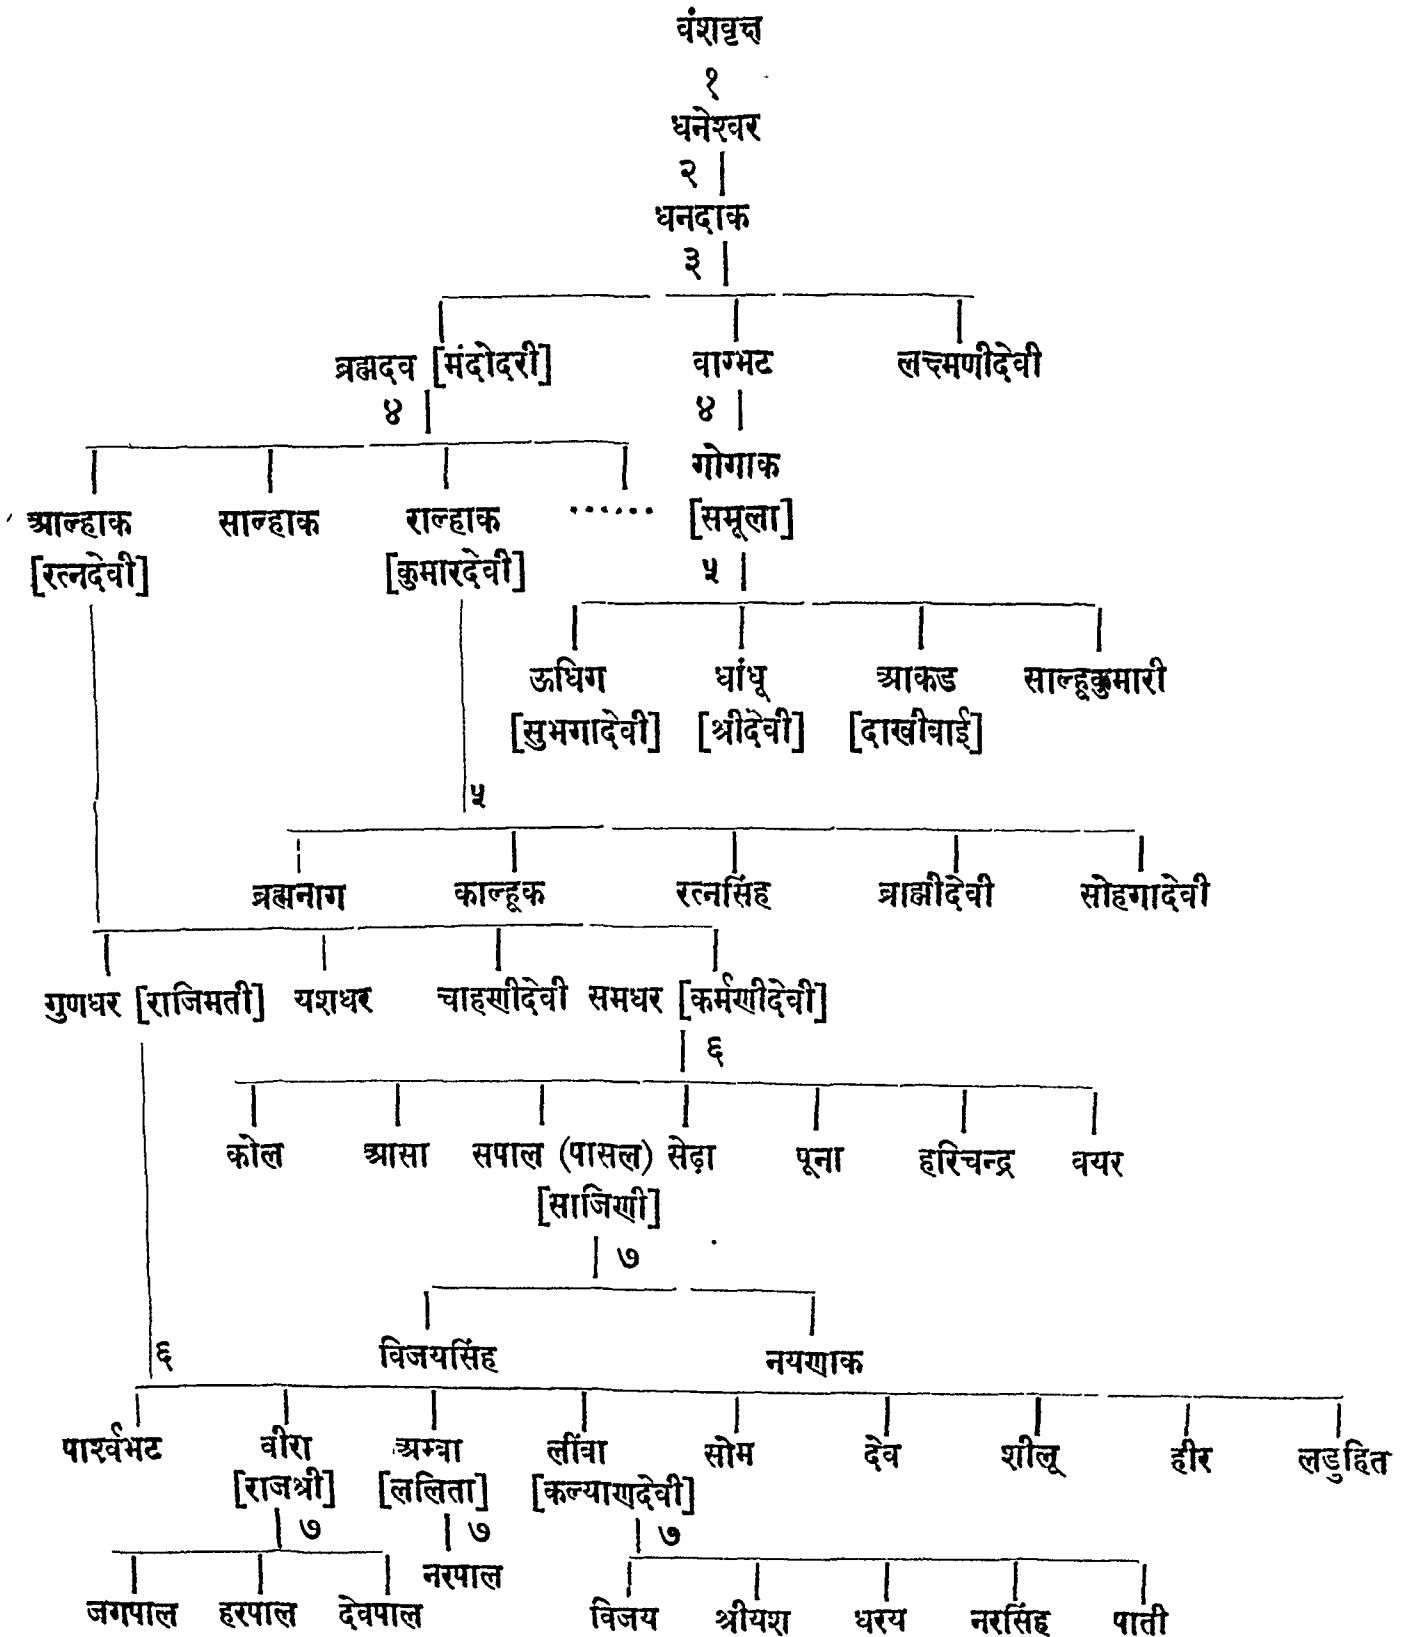 वंशवृक्ष
१
धनेश्वर
२
धनदाक
३
ब्रह्मदव [मंदोदरी] वाग्भट लक्ष्मणीदेवी
४ ४
गोगाक
आल्हाक साल्हाक राल्हाक ...... [समूला]
[रत्नदेवी] [कुमारदेवी] ५
ऊधिग धांधू आकड साल्हूकुमारी
[सुभगादेवी] [श्रीदेवी] [दाखीबाई]
५
ब्रह्मनाग काल्हूक रत्नसिंह ब्राह्मीदेवी सोहगादेवी
गुणधर [राजिमती] यशधर चाहणीदेवी समधर [कर्मणीदेवी]
६
कोल आसा सपाल (पासल) सेढ़ा पूना हरिचन्द्र वयर
[साजिणी]
७
विजयसिंह नयणाक
६
पार्श्वभट वीरा अम्बा लींबा सोम देव शीलू हीर लडुहित
[राजश्री] [ललिता] [कल्याणदेवी]
७ ७ ७
नरपाल
जगपाल हरपाल देवपाल विजय श्रीयश धरय नरसिंह पाती